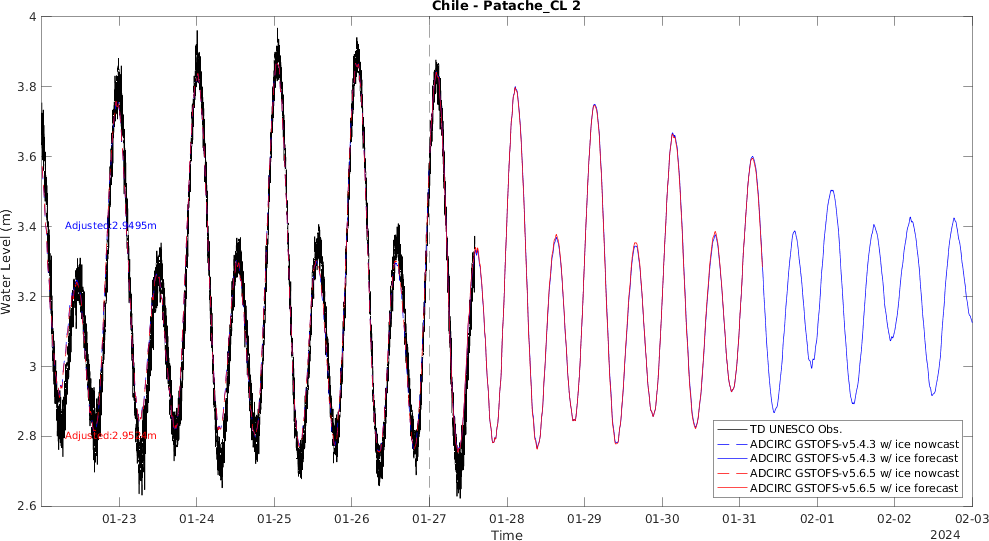 Chile - Patache_CL 2
Water Level (m)
4
3.8
3.6
3.4
3.2
3
2.8
2.6
Adjusted:2.9495m
01-23
01-24
01-25
01-26
01-27
01-28
01-29
01-30
01-31
02-01
02-02
02-03
Time
2024
TD UNESCO Obs.
ADCIRC GSTOFS-v5.4.3 w/ ice nowcast
ADCIRC GSTOFS-v5.4.3 w/ ice forecast
ADCIRC GSTOFS-v5.6.5 w/ ice nowcast
ADCIRC GSTOFS-v5.6.5 w/ ice forecast